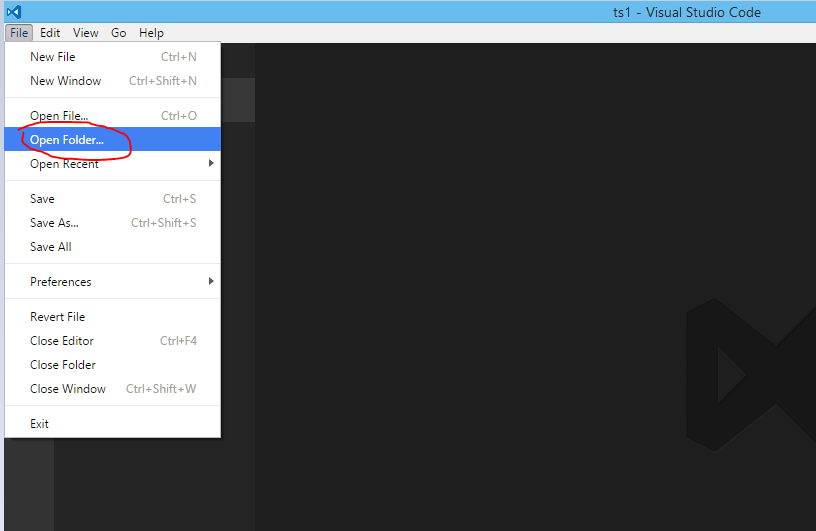 ts1 - Visual Studio Code
File Edit View Go Help
New File Ctrl+N
New Window Ctrl+Shift+N
Open File... Ctrl+O
Open Folder...
Open Recent
Save Ctrl+S
Save As... Ctrl+Shift+S
Save All
Preferences
Revert File
Close Editor Ctrl+F4
Close Folder
Close Window Ctrl+Shift+W
Exit